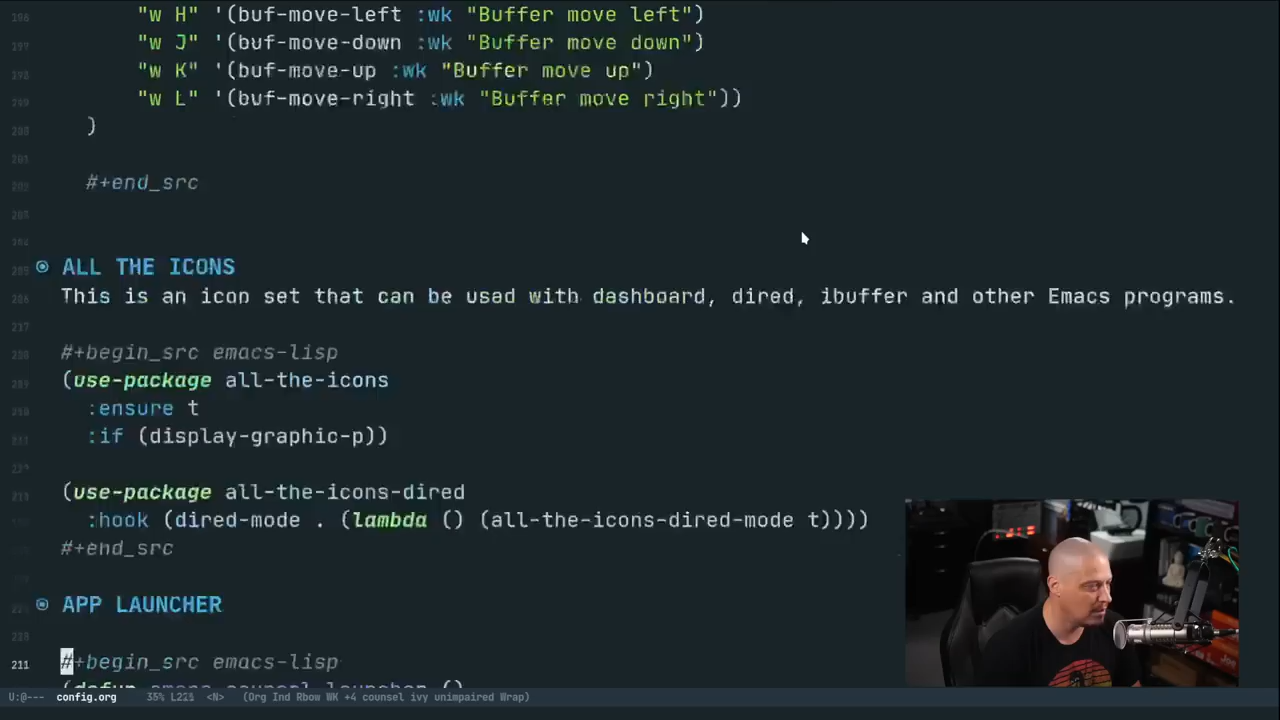 "w H" '(buf-move-left :wk "Buffer move left")
"w J" '(buf-move-down :wk "Buffer move down")
"w K" '(buf-move-up :wk "Buffer move up")
"w L" '(buf-move-right :wk "Buffer move right"))
)
#+end_src
ALL THE ICONS
This is an icon set that can be used with dashboard, dired, ibuffer and other Emacs programs.
#+begin_src emacs-lisp
(use-package all-the-icons
:ensure t
:if (display-graphic-p))
(use-package all-the-icons-dired
:hook (dired-mode . (lambda () (all-the-icons-dired-mode t))))
#+end_src
APP LAUNCHER
211 #+begin_src emacs-lisp
U:@--- config.org 35% <N> (Org Ind Rbow WK +4 counsel ivy unimpaired Wrap)